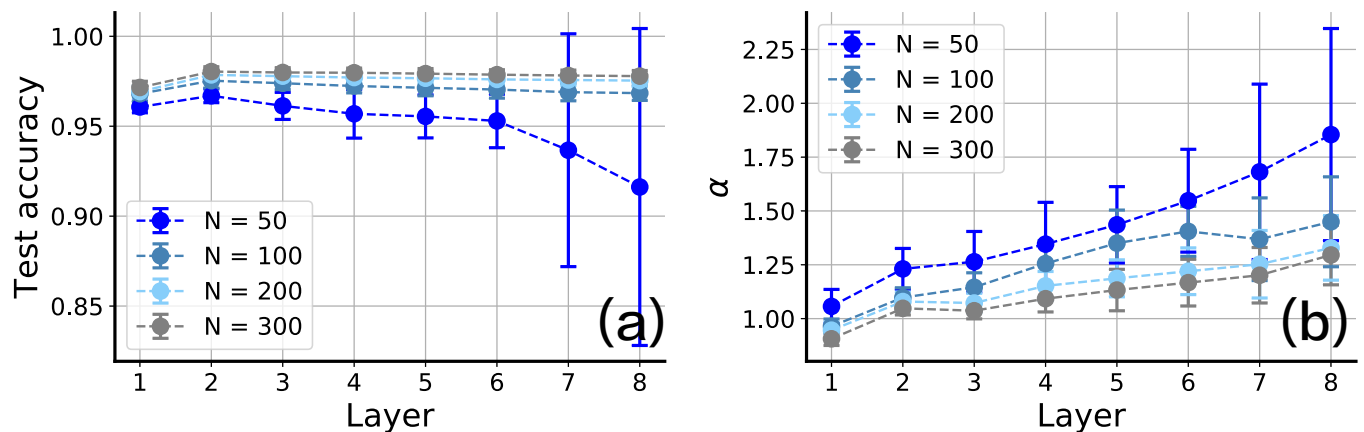 Test accuracy
1.00
0.95
0.90
0.85
N = 50
N = 100
N = 200
N = 300
(a)
1 2 3 4 5 6 7 8
Layer
α
2.25
2.00
1.75
1.50
1.25
1.00
N = 50
N = 100
N = 200
N = 300
(b)
1 2 3 4 5 6 7 8
Layer